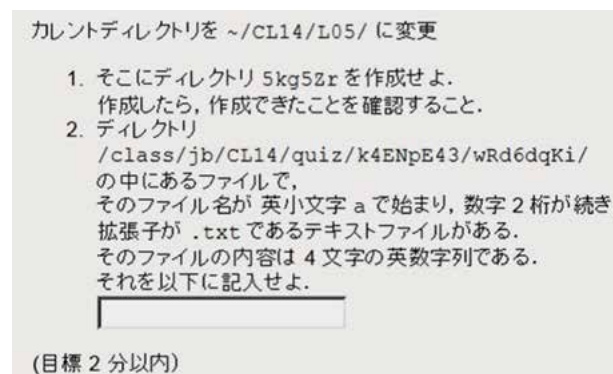 カレントディレクトリを ~/CL14/L05/ に変更
1. そこにディレクトリ 5kg5Zr を作成せよ.
作成したら, 作成できたことを確認すること.
2. ディレクトリ
/class/jb/CL14/quiz/k4ENpE43/wRd6dqKi/
の中にあるファイルで,
そのファイル名が 英小文字 a で始まり, 数字 2 桁が続き
拡張子が .txt であるテキストファイルがある.
そのファイルの内容は 4 文字の英数字列である.
それを以下に記入せよ.
(目標 2 分以内)